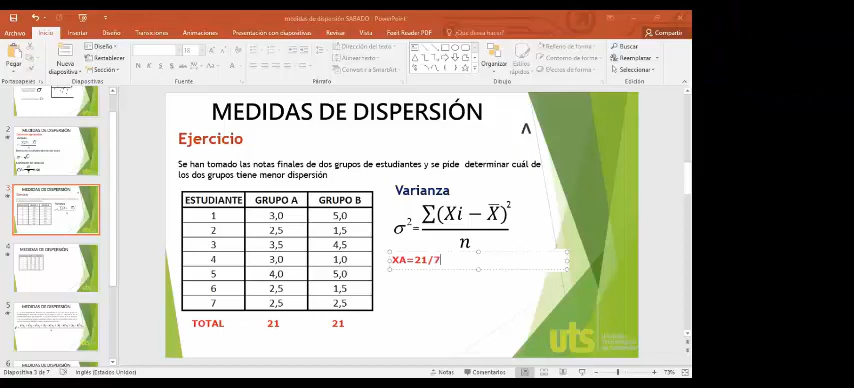 medidas de dispersión SABADO - PowerPoint
Archivo Inicio Insertar Diseño Transiciones Animaciones Presentación con diapositivas Revisar Vista Foxit Reader PDF ¿Qué desea hacer? Compartir
Pegar
Nueva diapositiva
Diseño
Restablecer
Sección
18
Dirección del texto
Alinear texto
Convertir a SmartArt
Organizar
Estilos rápidos
Relleno de forma
Contorno de forma
Efectos de forma
Buscar
Reemplazar
Seleccionar
Portapapeles Diapositivas Fuente Párrafo Dibujo Edición
2
3
4
5
6
MEDIDAS DE DISPERSIÓN
Ejercicio
Se han tomado las notas finales de dos grupos de estudiantes y se pide determinar cuál de
los dos grupos tiene menor dispersión
ESTUDIANTE GRUPO A GRUPO B
1 3,0 5,0
2 2,5 1,5
3 3,5 4,5
4 3,0 1,0
5 4,0 5,0
6 2,5 1,5
7 2,5 2,5
TOTAL 21 21
Varianza
σ²= ∑(Xi − X̅)² / n
XA=21/7
uts
Diapositiva 3 de 7 Inglés (Estados Unidos) Notas Comentarios 73%